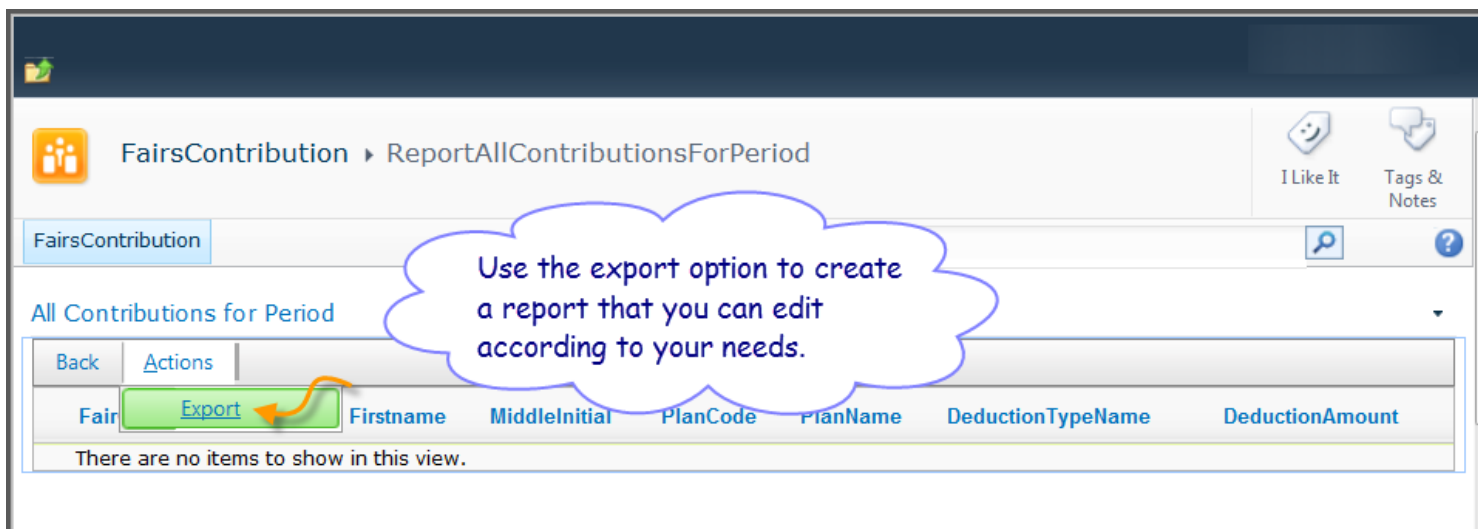 FairsContribution ▸ ReportAllContributionsForPeriod
I Like It
Tags &
Notes
FairsContribution
Use the export option to create
a report that you can edit
according to your needs.
All Contributions for Period
Back Actions
Export
Fair Firstname MiddleInitial PlanCode PlanName DeductionTypeName DeductionAmount
There are no items to show in this view.